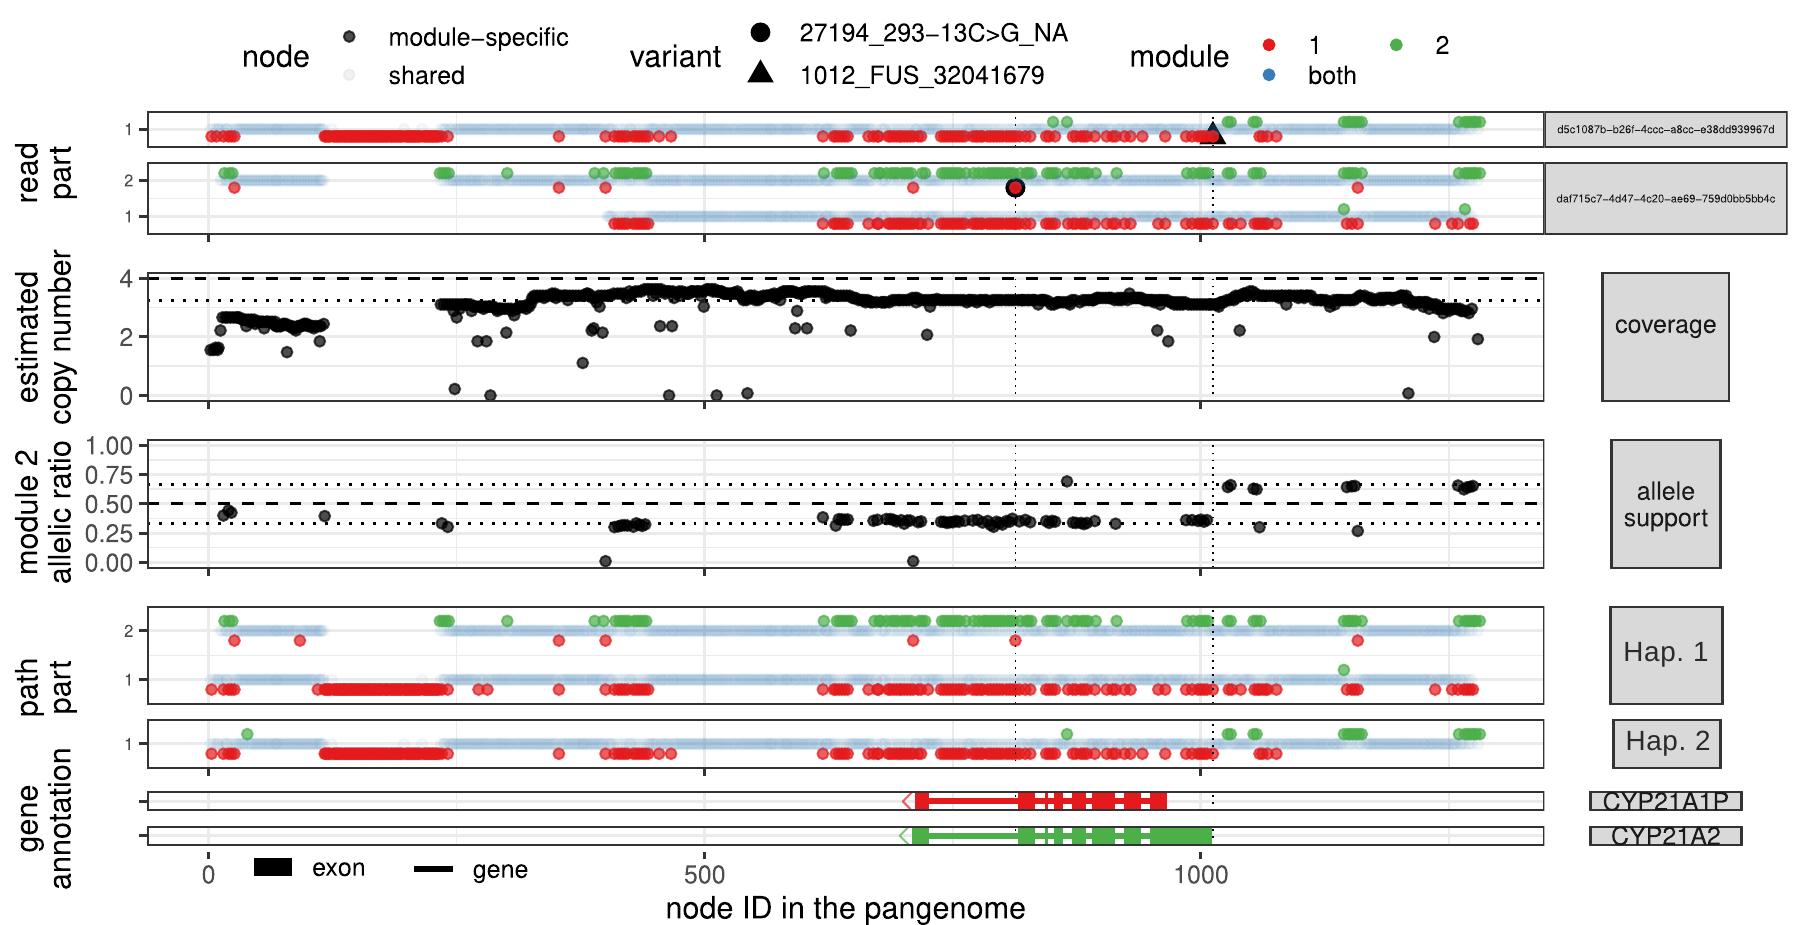 node
module−specific
shared
variant
27194_293−13C>G_NA
1012_FUS_32041679
module
1
2
both
read
part
1
d5c1087b−b26f−4ccc−a8cc−e38dd939967d
2
1
daf715c7−4d47−4c20−ae69−759d0bb5bb4c
estimated
copy number
4
2
0
coverage
module 2
allelic ratio
1.00
0.75
0.50
0.25
0.00
allele
support
path
part
2
1
Hap. 1
1
Hap. 2
gene
annotation
CYP21A1P
CYP21A2
0
500
1000
exon
gene
node ID in the pangenome